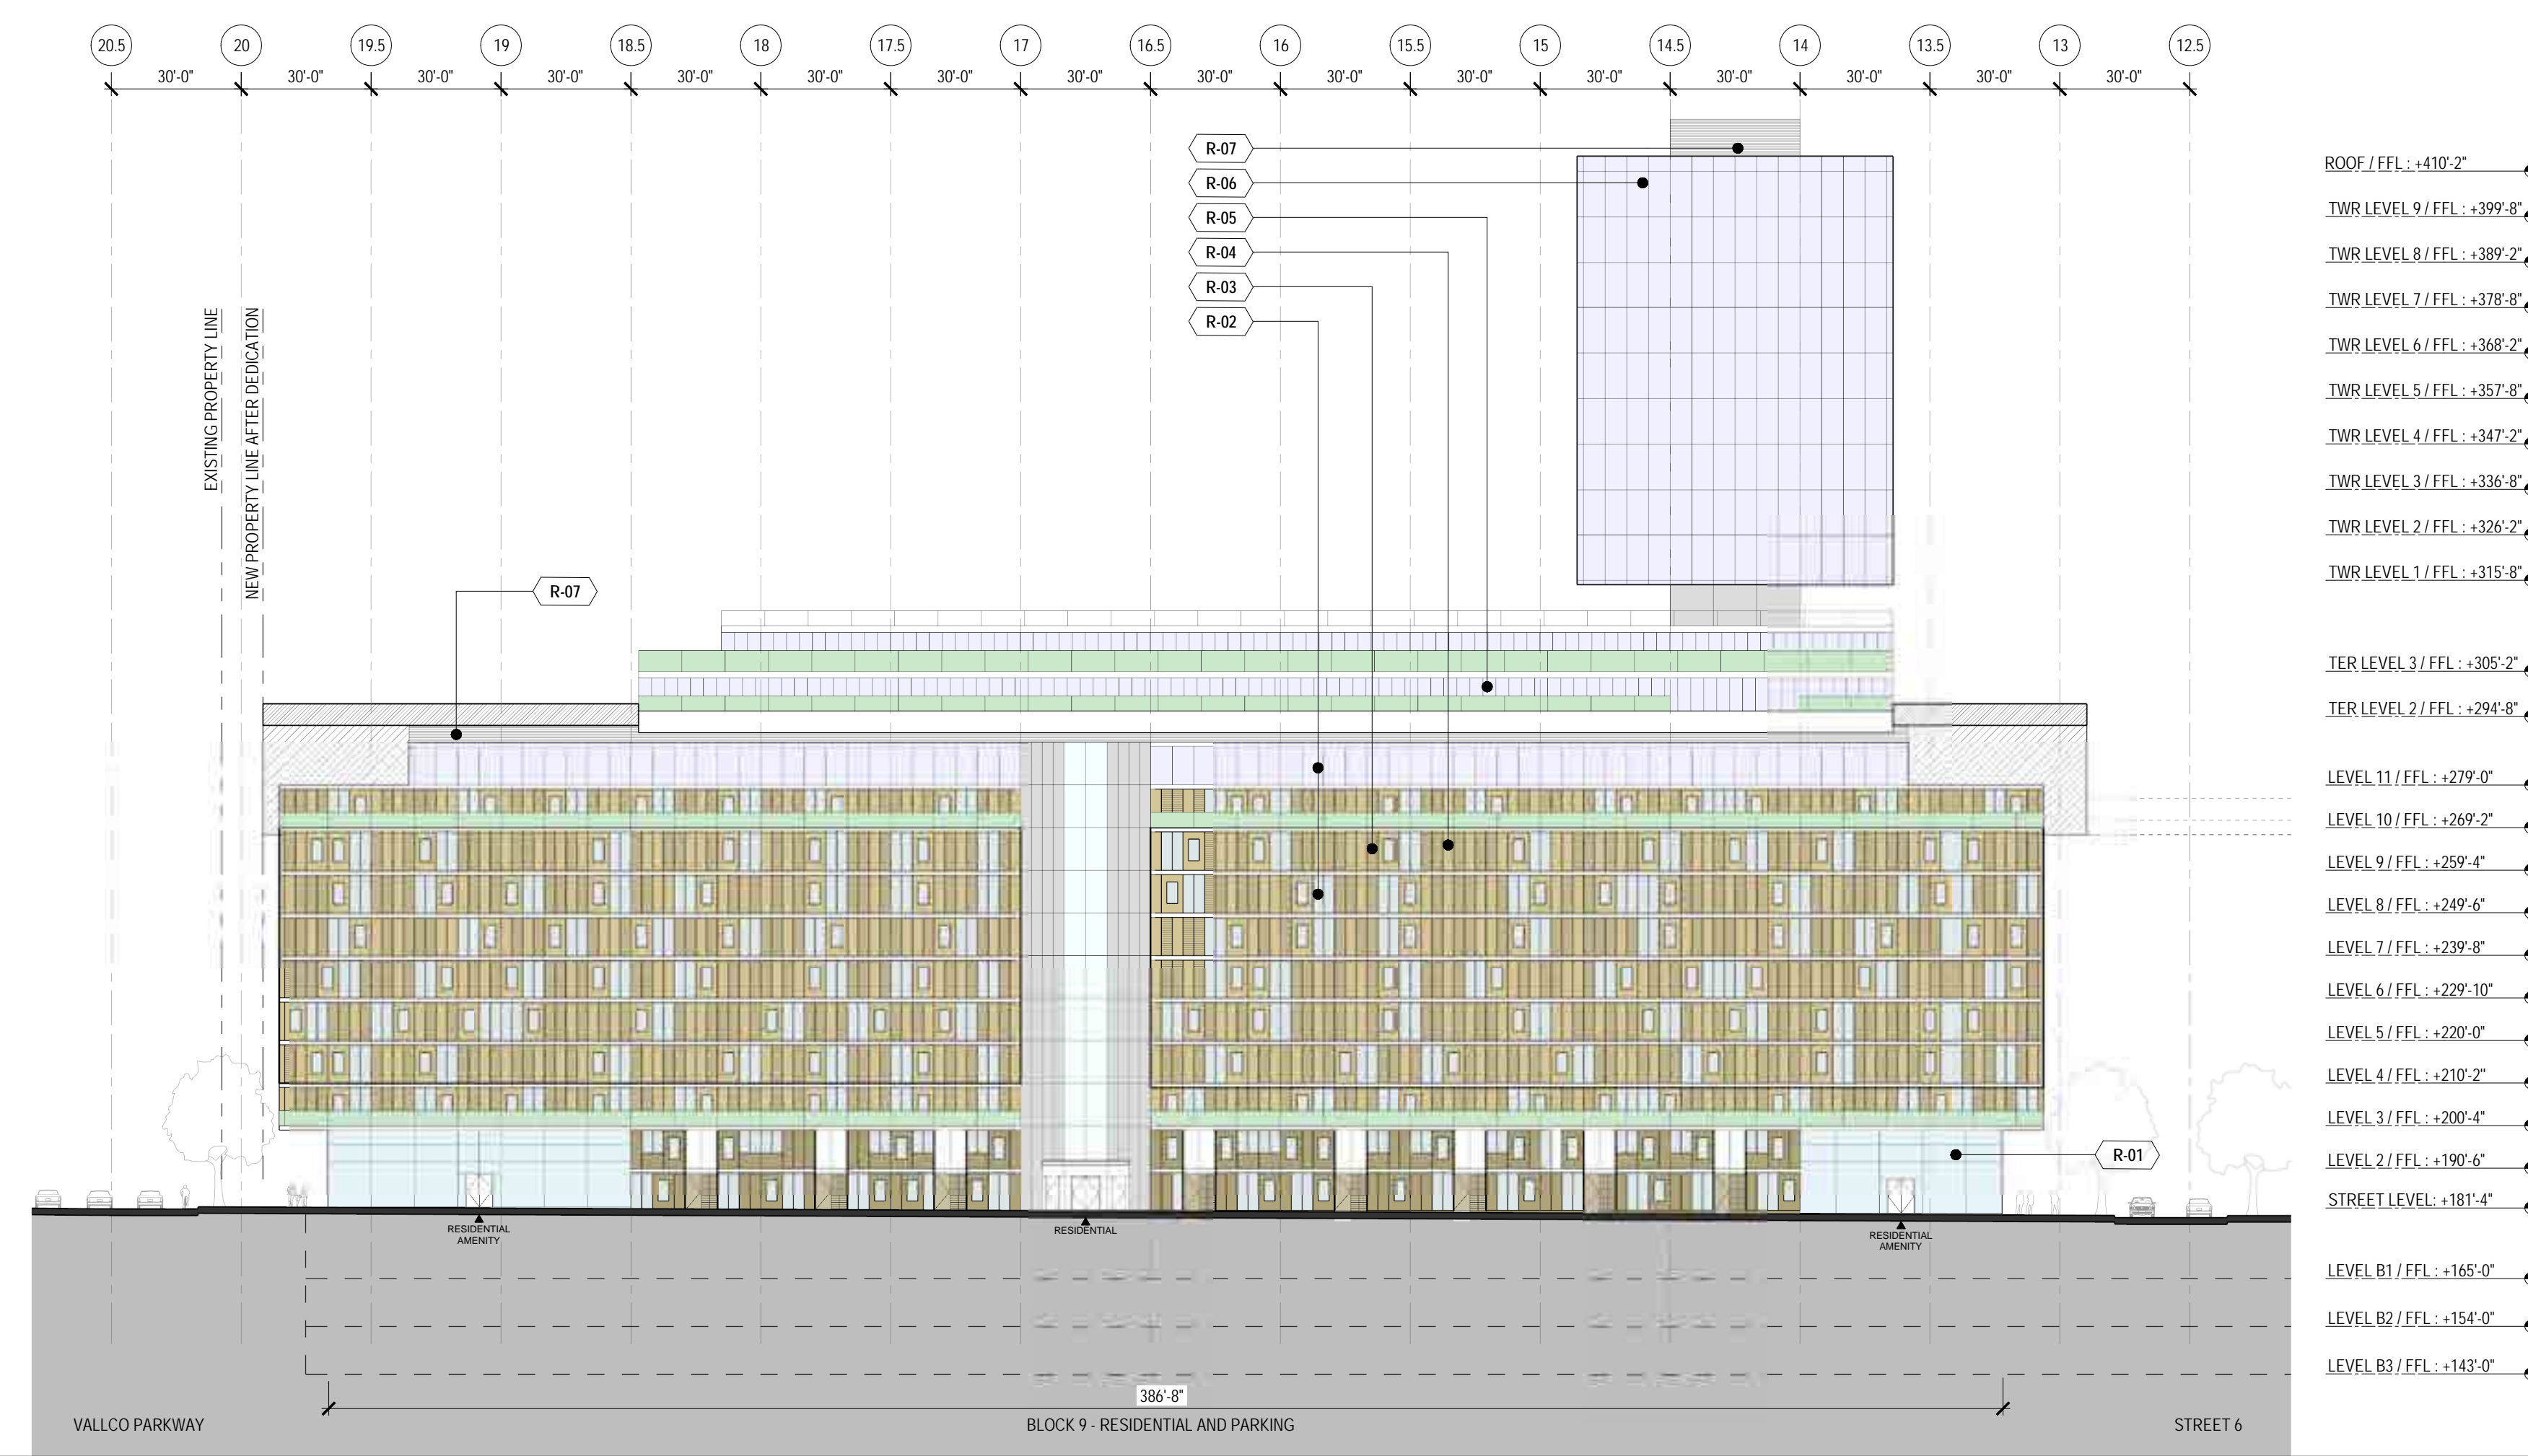 20.5 20 19.5 19 18.5 18 17.5 17 16.5 16 15.5 15 14.5 14 13.5 13 12.5
30'-0" 30'-0" 30'-0" 30'-0" 30'-0" 30'-0" 30'-0" 30'-0" 30'-0" 30'-0" 30'-0" 30'-0" 30'-0" 30'-0" 30'-0" 30'-0"
R-07
R-06
R-05
R-04
R-03
R-02
EXISTING PROPERTY LINE
NEW PROPERTY LINE AFTER DEDICATION
R-07
R-01
ROOF / FFL : +410'-2"
TWR LEVEL 9 / FFL : +399'-8"
TWR LEVEL 8 / FFL : +389'-2"
TWR LEVEL 7 / FFL : +378'-8"
TWR LEVEL 6 / FFL : +368'-2"
TWR LEVEL 5 / FFL : +357'-8"
TWR LEVEL 4 / FFL : +347'-2"
TWR LEVEL 3 / FFL : +336'-8"
TWR LEVEL 2 / FFL : +326'-2"
TWR LEVEL 1 / FFL : +315'-8"
TER LEVEL 3 / FFL : +305'-2"
TER LEVEL 2 / FFL : +294'-8"
LEVEL 11 / FFL : +279'-0"
LEVEL 10 / FFL : +269'-2"
LEVEL 9 / FFL : +259'-4"
LEVEL 8 / FFL : +249'-6"
LEVEL 7 / FFL : +239'-8"
LEVEL 6 / FFL : +229'-10"
LEVEL 5 / FFL : +220'-0"
LEVEL 4 / FFL : +210'-2"
LEVEL 3 / FFL : +200'-4"
LEVEL 2 / FFL : +190'-6"
STREET LEVEL: +181'-4"
LEVEL B1 / FFL : +165'-0"
LEVEL B2 / FFL : +154'-0"
LEVEL B3 / FFL : +143'-0"
RESIDENTIAL
AMENITY
RESIDENTIAL
RESIDENTIAL
AMENITY
386'-8"
VALLCO PARKWAY
BLOCK 9 - RESIDENTIAL AND PARKING
STREET 6